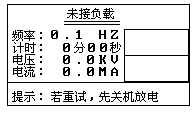 未接负载
频率: 0.1 HZ
计时: 0分00秒
电压: 0.0KV
电流: 0.0MA
提示: 若重试,先关机放电